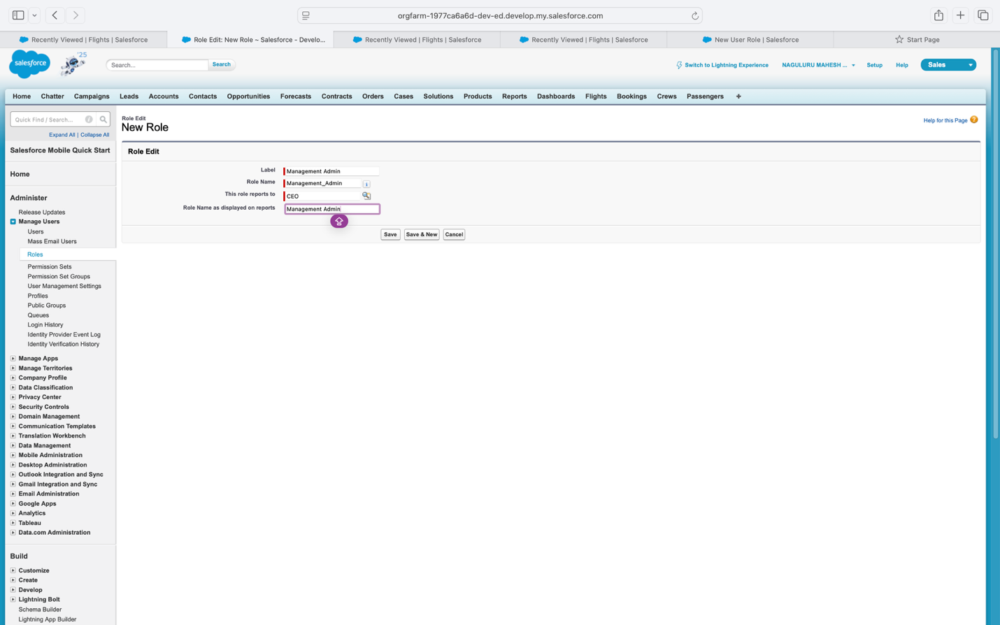 orgfarm-1977ca6a6d-dev-ed.develop.my.salesforce.com
Recently Viewed | Flights | Salesforce
Role Edit: New Role ~ Salesforce - Develo...
Recently Viewed | Flights | Salesforce
Recently Viewed | Flights | Salesforce
New User Role | Salesforce
Start Page
salesforce
'25
Search...
Search
Switch to Lightning Experience
NAGULURU MAHESH ...
Setup
Help
Sales
Home
Chatter
Campaigns
Leads
Accounts
Contacts
Opportunities
Forecasts
Contracts
Orders
Cases
Solutions
Products
Reports
Dashboards
Flights
Bookings
Crews
Passengers
+
Quick Find / Search...
i
Expand All | Collapse All
Salesforce Mobile Quick Start
Home
Administer
Release Updates
Manage Users
Users
Mass Email Users
Roles
Permission Sets
Permission Set Groups
User Management Settings
Profiles
Public Groups
Queues
Login History
Identity Provider Event Log
Identity Verification History
Manage Apps
Manage Territories
Company Profile
Data Classification
Privacy Center
Security Controls
Domain Management
Communication Templates
Translation Workbench
Data Management
Mobile Administration
Desktop Administration
Outlook Integration and Sync
Gmail Integration and Sync
Email Administration
Google Apps
Analytics
Tableau
Data.com Administration
Build
Customize
Create
Develop
Lightning Bolt
Schema Builder
Lightning App Builder
Role Edit
New Role
Help for this Page ?
Role Edit
Label Management Admin
Role Name Management_Admin i
This role reports to CEO
Role Name as displayed on reports Management Admin
Save
Save & New
Cancel